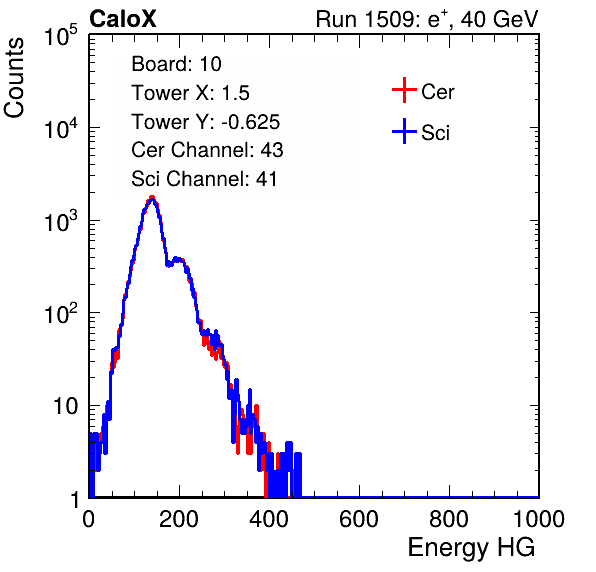 CaloX Run 1509: e⁺, 40 GeV
Counts
10⁵
10⁴
10³
10²
10
1
Board: 10
Tower X: 1.5
Tower Y: -0.625
Cer Channel: 43
Sci Channel: 41
Cer
Sci
0 200 400 600 800 1000
Energy HG